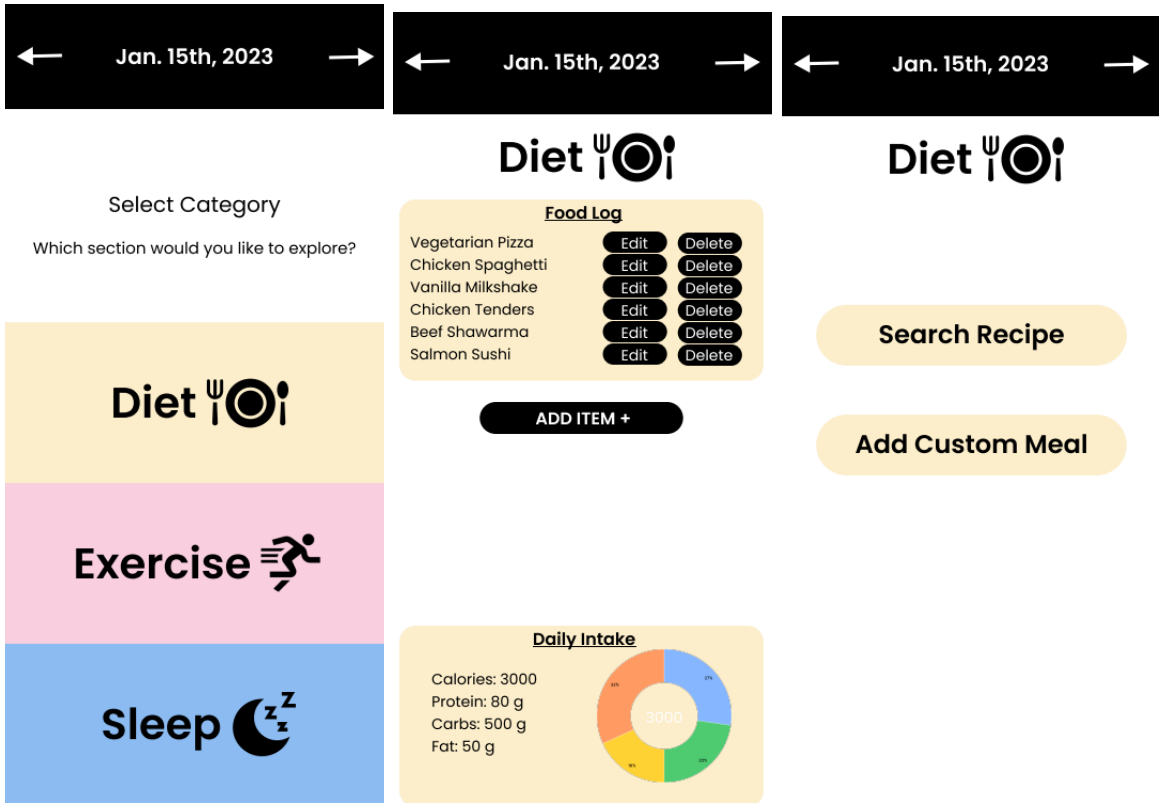 Jan. 15th, 2023
Select Category
Which section would you like to explore?
Diet
Exercise
Sleep
z
z
Z
Jan. 15th, 2023
Diet
Food Log
Vegetarian Pizza Edit Delete
Chicken Spaghetti Edit Delete
Vanilla Milkshake Edit Delete
Chicken Tenders Edit Delete
Beef Shawarma Edit Delete
Salmon Sushi Edit Delete
ADD ITEM +
Daily Intake
Calories: 3000
Protein: 80 g
Carbs: 500 g
Fat: 50 g
3000
27%
Jan. 15th, 2023
Diet
Search Recipe
Add Custom Meal